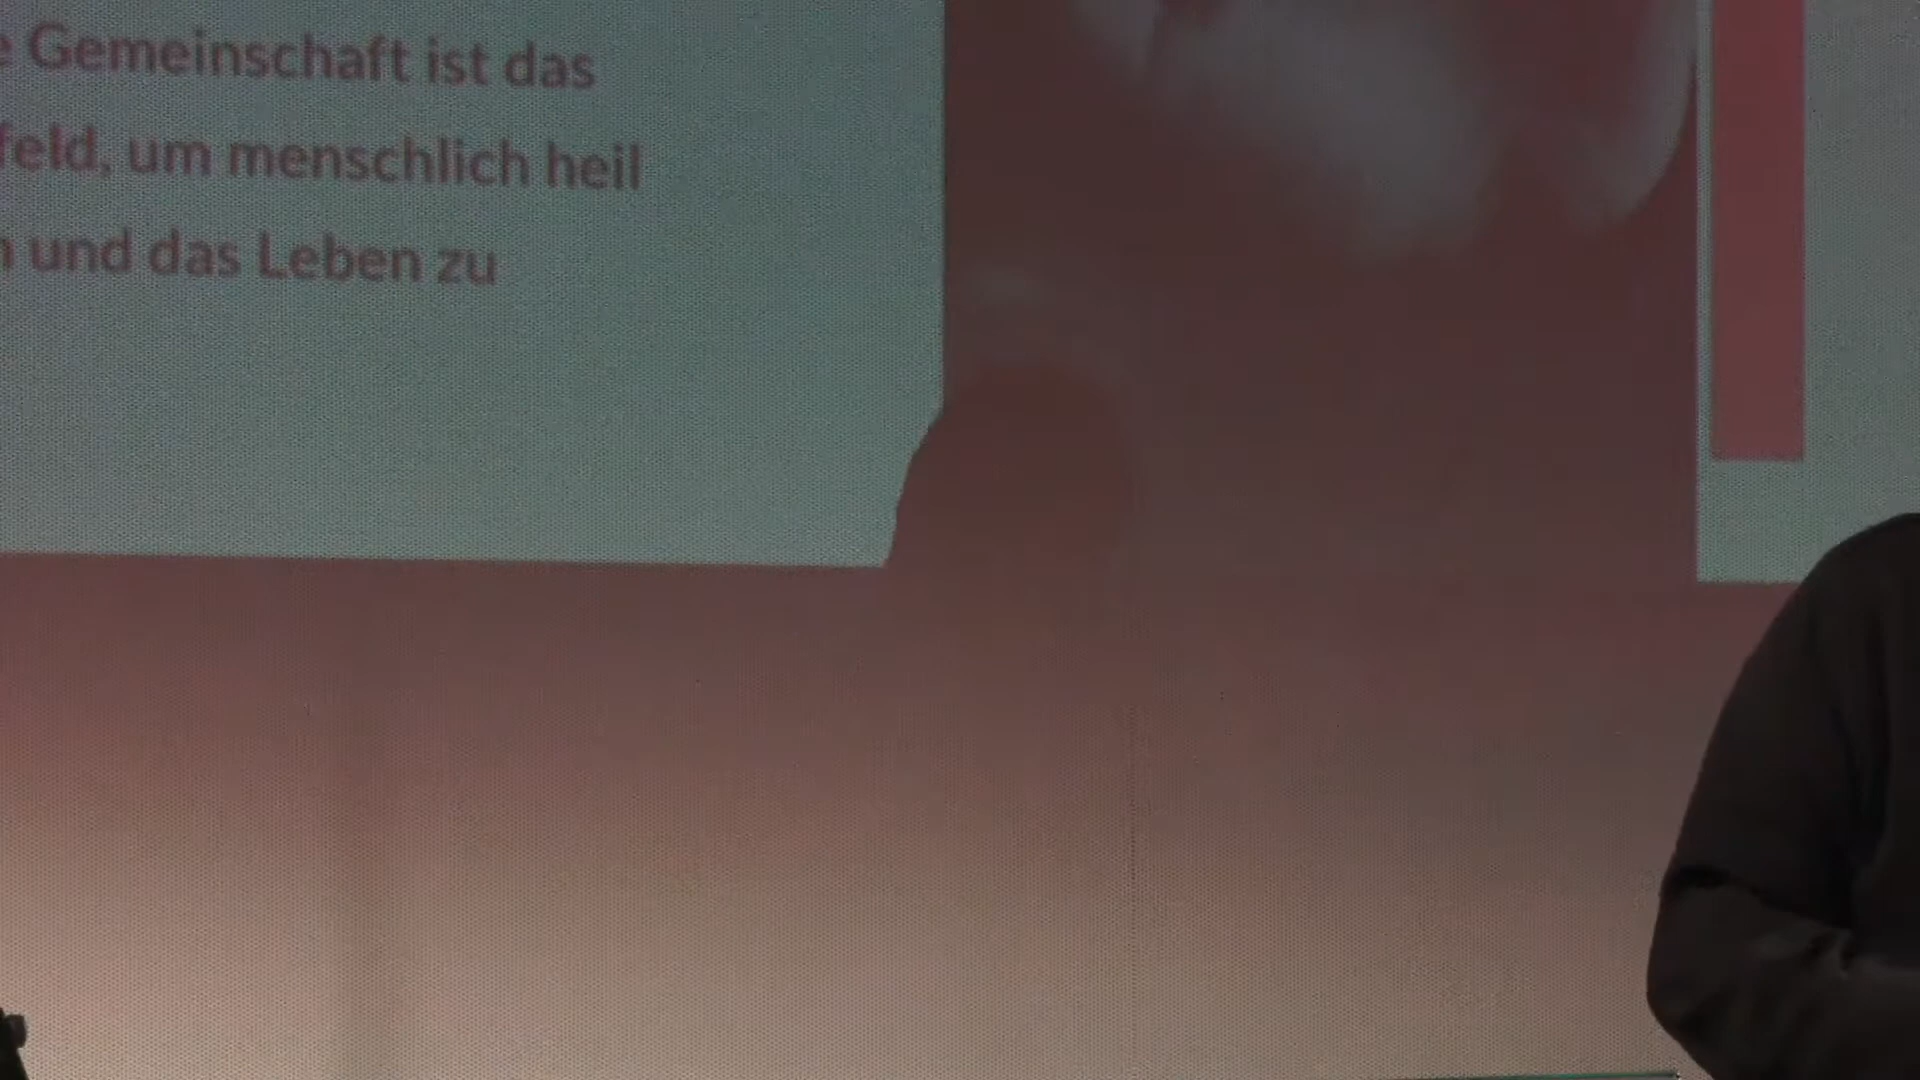 Gemeinschaft ist das
feld, um menschlich heil
und das Leben zu